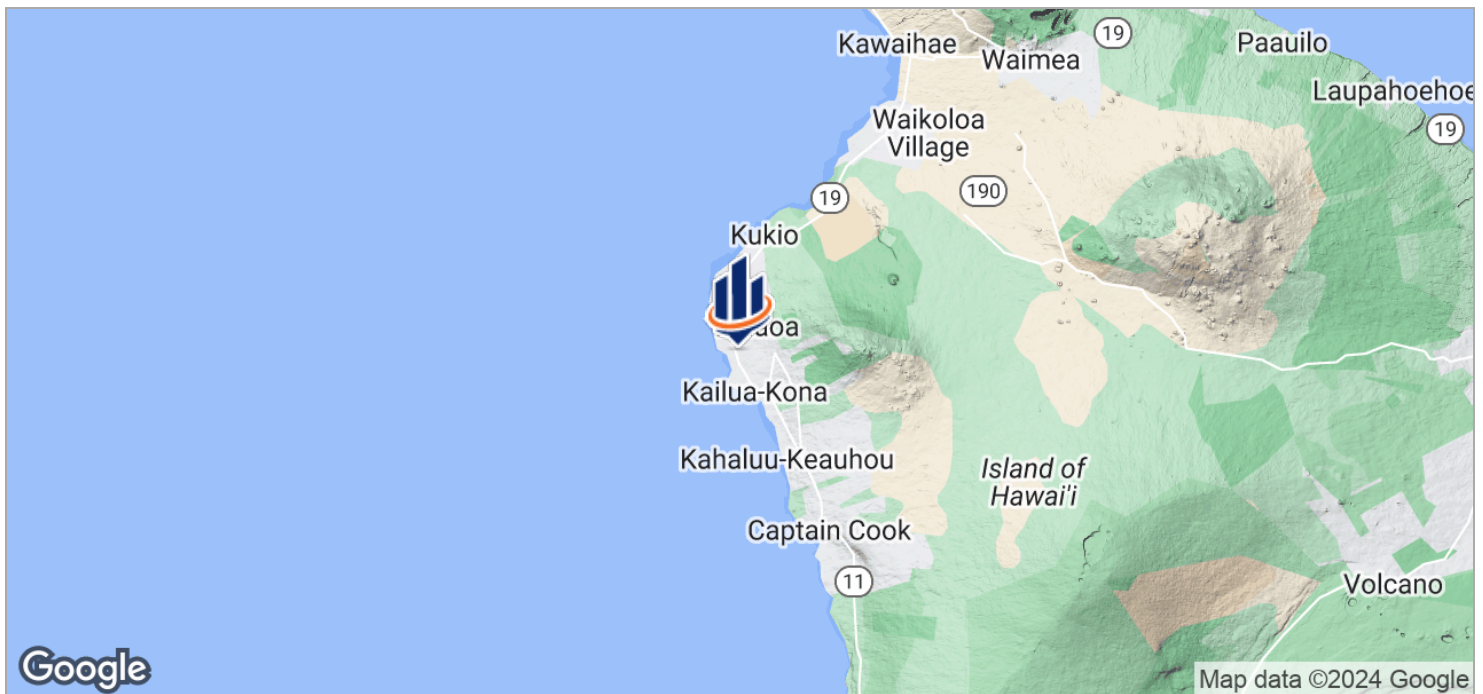 Kawaihae
19
Paauilo
Waimea
Laupahoehoe
Waikoloa
Village
19
190
19
Kukio
Kailua-Kona
Kahaluu-Keauhou
Island of
Hawai'i
Captain Cook
11
Volcano
Google
Map data ©2024 Google